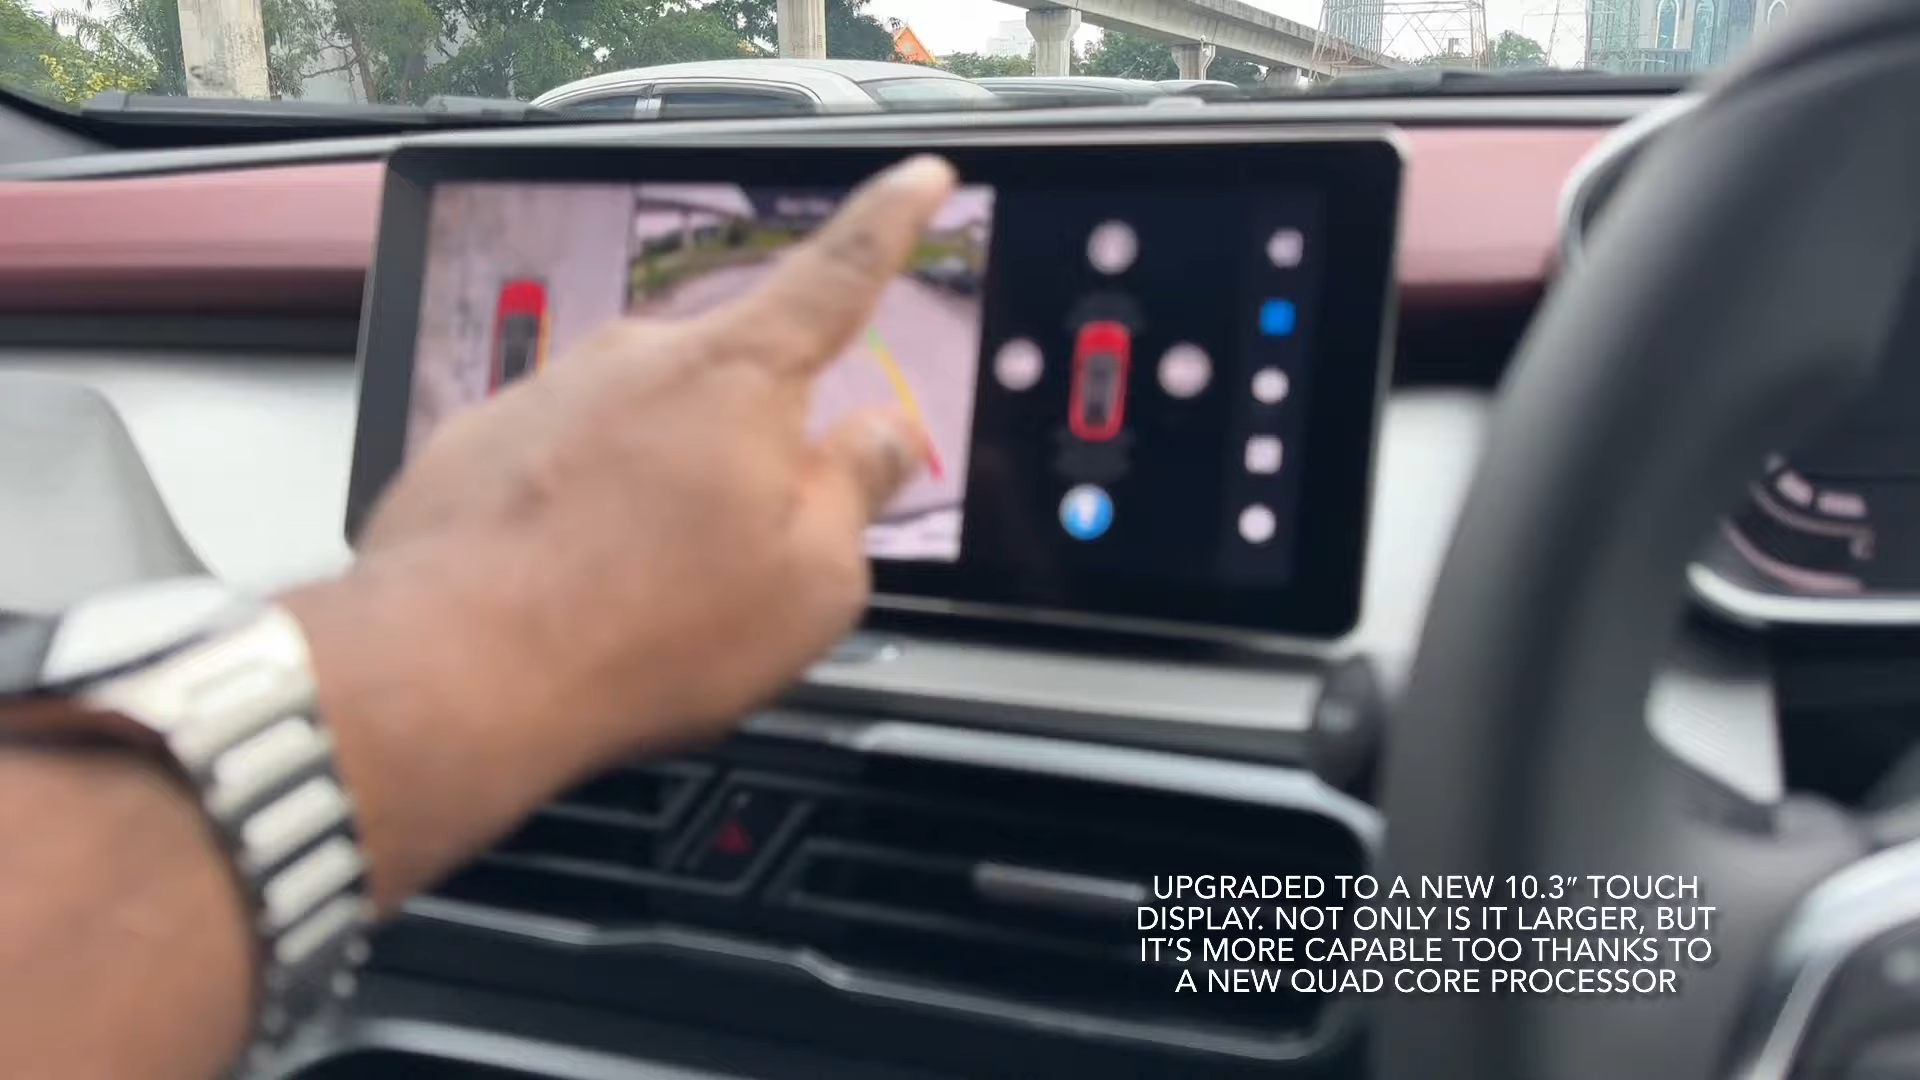 UPGRADED TO A NEW 10.3″ TOUCH
DISPLAY. NOT ONLY IS IT LARGER, BUT
IT’S MORE CAPABLE TOO THANKS TO
A NEW QUAD CORE PROCESSOR